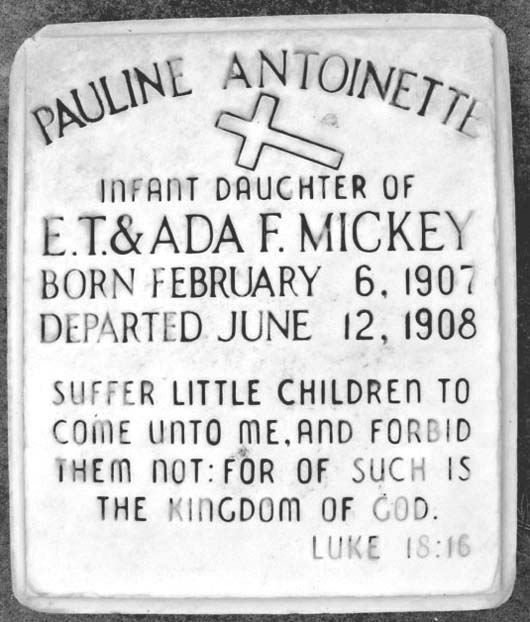 PAULINE ANTOINETTE
INFANT DAUGHTER OF
E.T.& ADA F. MICKEY
BORN FEBRUARY 6, 1907
DEPARTED JUNE 12, 1908
SUFFER LITTLE CHILDREN TO
COME UNTO ME, AND FORBID
THEM NOT: FOR OF SUCH IS
THE KINGDOM OF GOD.
LUKE 18:16